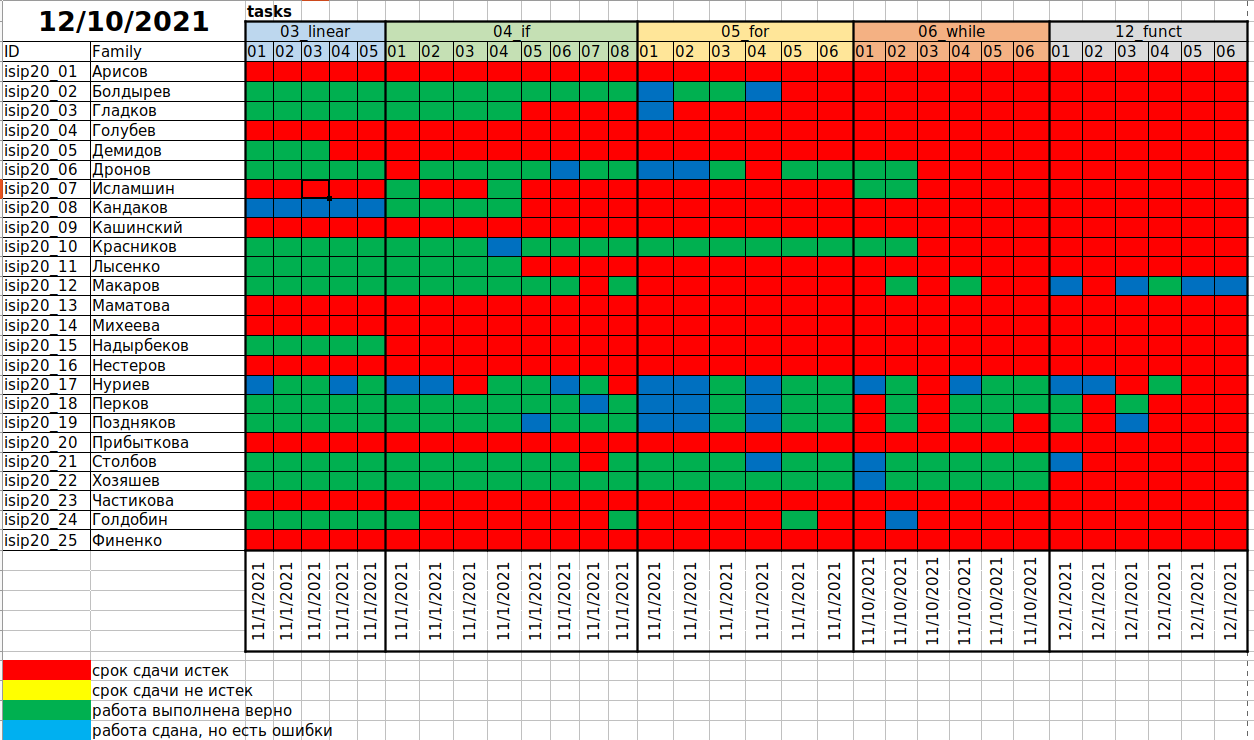 12/10/2021 tasks
03_linear 04_if 05_for 06_while 12_funct
ID Family 01 02 03 04 05 01 02 03 04 05 06 07 08 01 02 03 04 05 06 01 02 03 04 05 06 01 02 03 04 05 06
isip20_01 Арисов
isip20_02 Болдырев
isip20_03 Гладков
isip20_04 Голубев
isip20_05 Демидов
isip20_06 Дронов
isip20_07 Исламшин
isip20_08 Кандаков
isip20_09 Кашинский
isip20_10 Красников
isip20_11 Лысенко
isip20_12 Макаров
isip20_13 Маматова
isip20_14 Михеева
isip20_15 Надырбеков
isip20_16 Нестеров
isip20_17 Нуриев
isip20_18 Перков
isip20_19 Поздняков
isip20_20 Прибыткова
isip20_21 Столбов
isip20_22 Хозяшев
isip20_23 Частикова
isip20_24 Голдобин
isip20_25 Финенко
11/1/2021 11/1/2021 11/1/2021 11/1/2021 11/1/2021 11/1/2021 11/1/2021 11/1/2021 11/1/2021 11/1/2021 11/1/2021 11/1/2021 11/1/2021 11/1/2021 11/1/2021 11/1/2021 11/1/2021 11/1/2021 11/1/2021 11/10/2021 11/10/2021 11/10/2021 11/10/2021 11/10/2021 11/10/2021 12/1/2021 12/1/2021 12/1/2021 12/1/2021 12/1/2021 12/1/2021
срок сдачи истек
срок сдачи не истек
работа выполнена верно
работа сдана, но есть ошибки